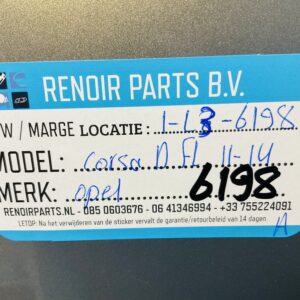 RENOIR PARTS B.V.
W / MARGE LOCATIE : 1-L3-6198
MODEL: Corsa D FL 11-14
MERK: opel 6198
RENOIRPARTS.NL - 085 0603676 - 06 41346994 - +33 755224091
LETOP: Na het verwijderen van de sticker vervalt de garantie/retourbeleid van 14 dagen
A